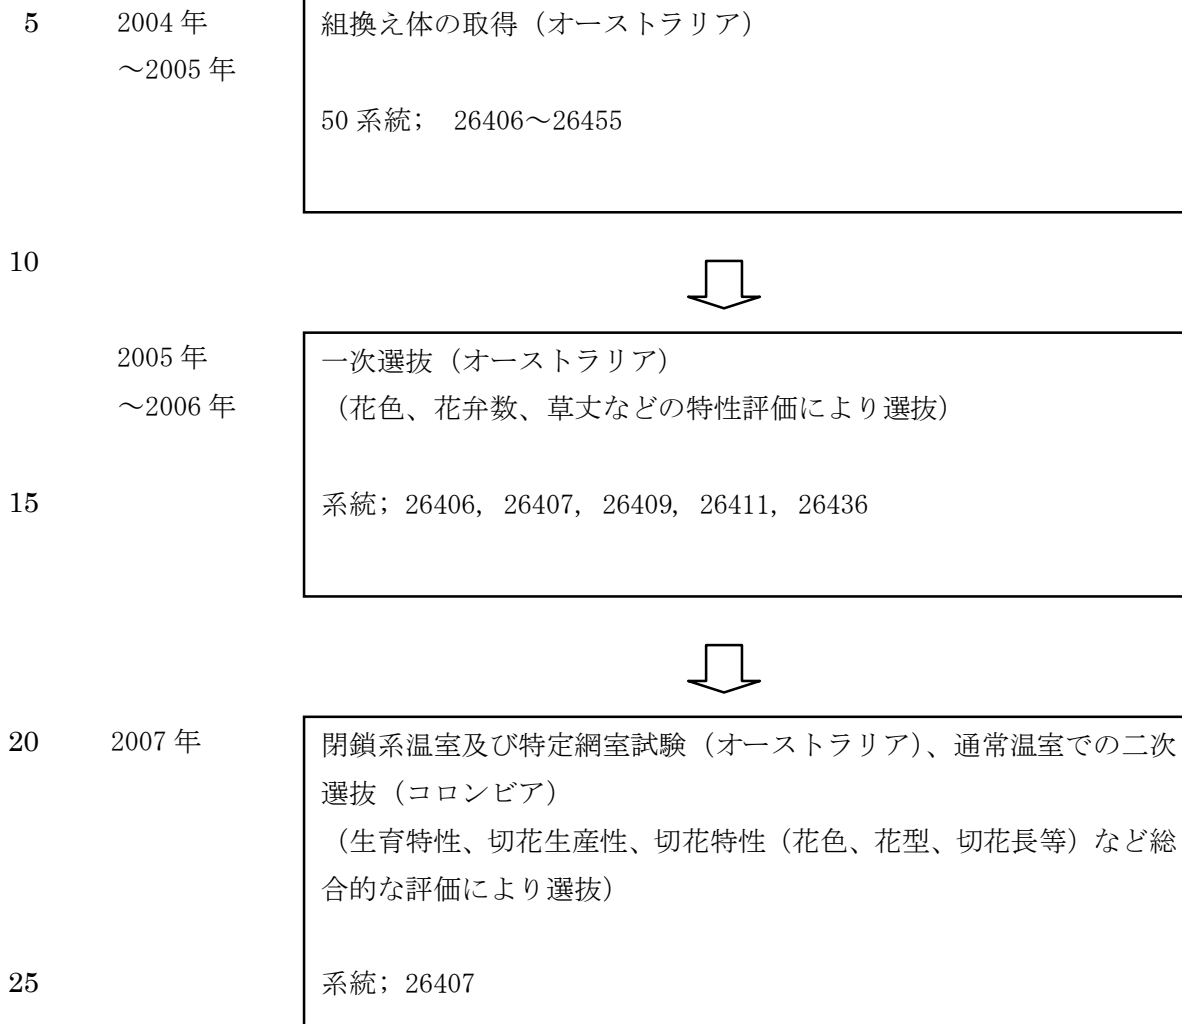 5 2004年 組換え体の取得（オーストラリア）
～2005年
50系統; 26406～26455
10
2005年 一次選抜（オーストラリア）
～2006年 （花色、花弁数、草丈などの特性評価により選抜）
15 系統; 26406, 26407, 26409, 26411, 26436
20 2007年 閉鎖系温室及び特定網室試験（オーストラリア）、通常温室での二次
選抜（コロンビア）
（生育特性、切花生産性、切花特性（花色、花型、切花長等）など総
合的な評価により選抜）
25 系統; 26407